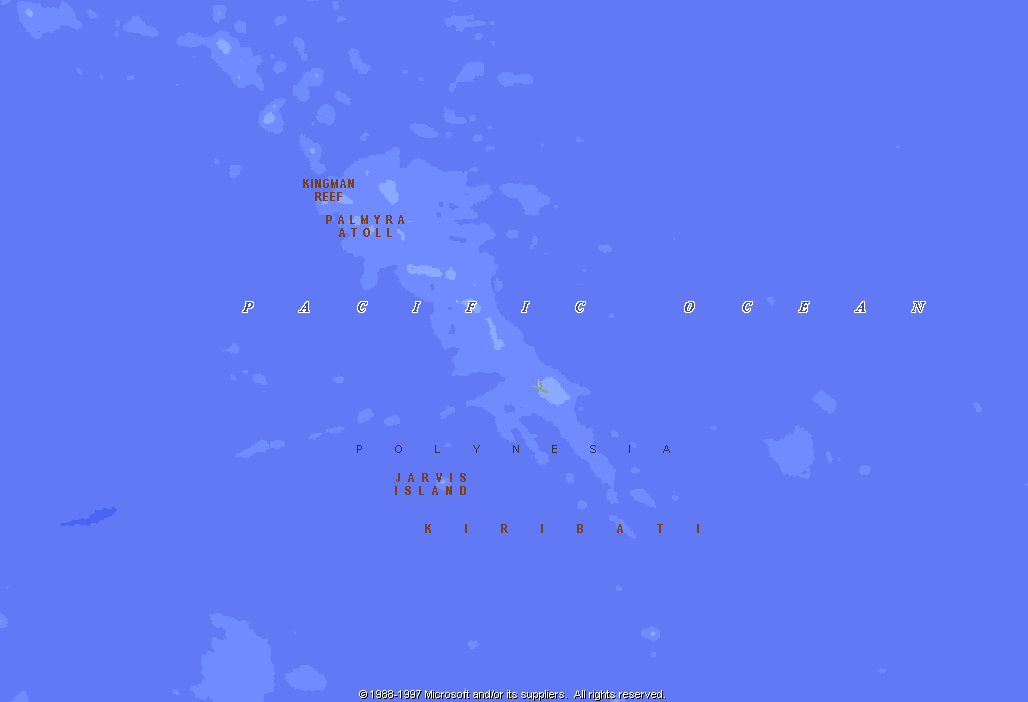 KINGMAN
REEF
PALMYRA
ATOLL
PACIFIC OCEAN
POLYNESIA
JARVIS
ISLAND
KIRIBATI
© 1988-1997 Microsoft and/or its suppliers. All rights reserved.